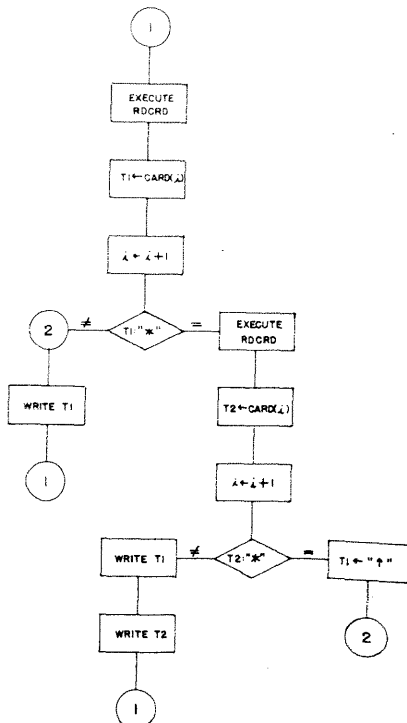 1
EXECUTE
RDCRD
T1←CARD(i)
i←i+1
2
≠
T1:"*"
=
EXECUTE
RDCRD
WRITE T1
T2←CARD(i)
1
i←i+1
WRITE T1
≠
T2:"*"
=
T1←"↑"
WRITE T2
2
1